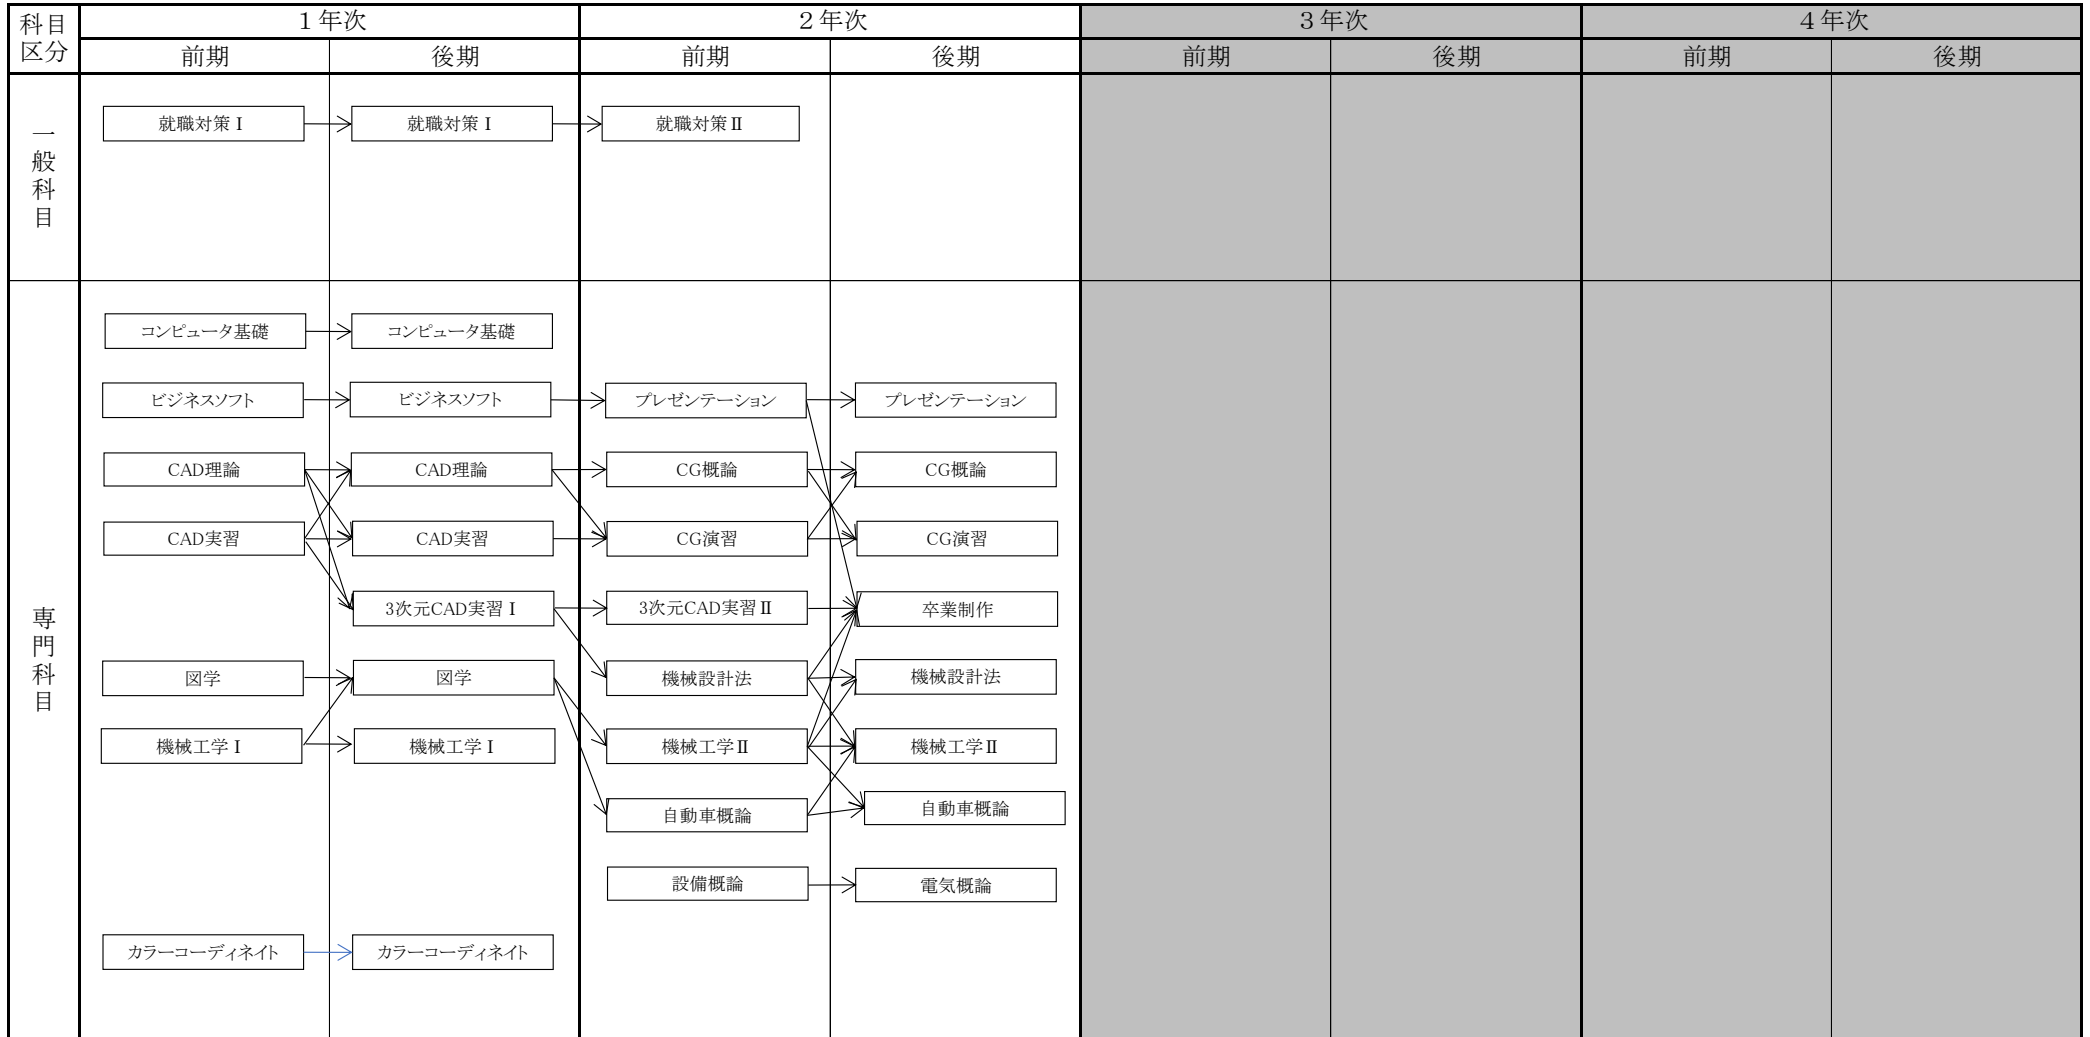 科目
区分
１年次
２年次
３年次
４年次
前期
後期
前期
後期
前期
後期
前期
後期
一般科目
就職対策Ⅰ
就職対策Ⅰ
就職対策Ⅱ
専門科目
コンピュータ基礎
コンピュータ基礎
ビジネスソフト
ビジネスソフト
プレゼンテーション
プレゼンテーション
CAD理論
CAD理論
CG概論
CG概論
CAD実習
CAD実習
CG演習
CG演習
3次元CAD実習Ⅰ
3次元CAD実習Ⅱ
卒業制作
図学
図学
機械設計法
機械設計法
機械工学Ⅰ
機械工学Ⅰ
機械工学Ⅱ
機械工学Ⅱ
自動車概論
自動車概論
設備概論
電気概論
カラーコーディネイト
カラーコーディネイト